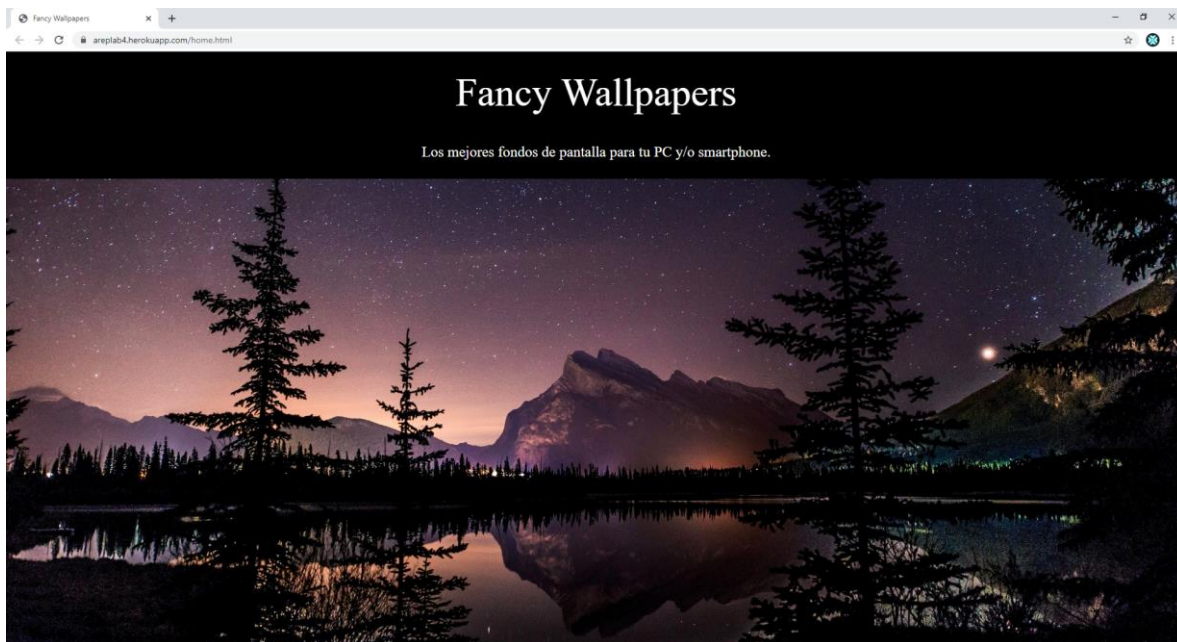 Fancy Wallpapers
areplab4.herokuapp.com/home.html
Fancy Wallpapers
Los mejores fondos de pantalla para tu PC y/o smartphone.